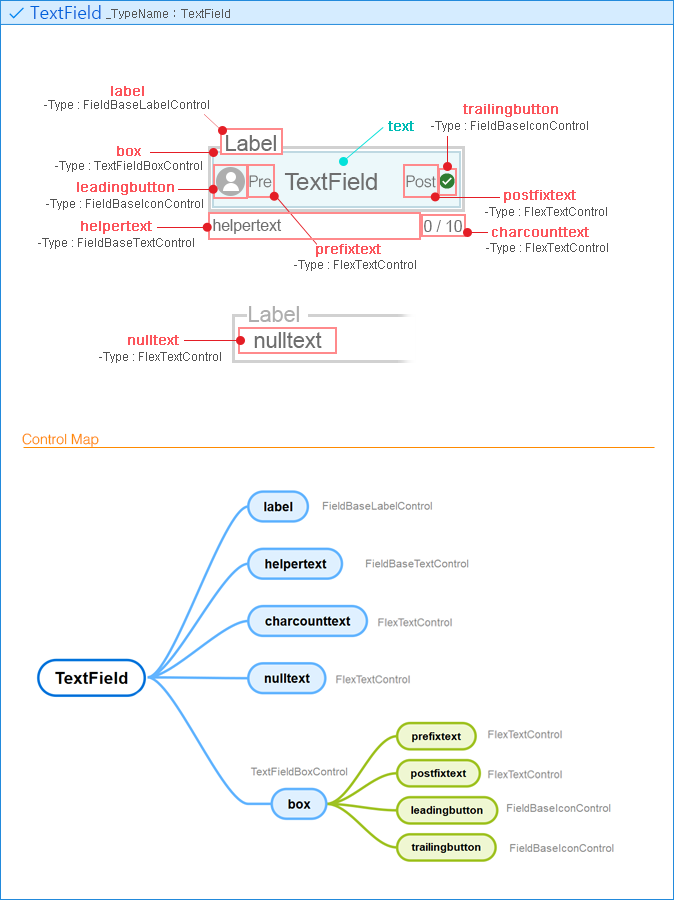 TextField _TypeName : TextField
label
-Type : FieldBaseLabelControl
trailingbutton
-Type : FieldBaseIconControl
text
Label
box
-Type : TextFieldBoxControl
leadingbutton
-Type : FieldBaseIconControl
Pre
TextField
Post
postfixtext
-Type : FlexTextControl
helpertext
-Type : FieldBaseTextControl
helpertext
0 / 10
charcounttext
-Type : FlexTextControl
prefixtext
-Type : FlexTextControl
Label
nulltext
-Type : FlexTextControl
nulltext
Control Map
label
FieldBaseLabelControl
helpertext
FieldBaseTextControl
charcounttext
FlexTextControl
TextField
nulltext
FlexTextControl
TextFieldBoxControl
box
prefixtext
FlexTextControl
postfixtext
FlexTextControl
leadingbutton
FieldBaseIconControl
trailingbutton
FieldBaseIconControl